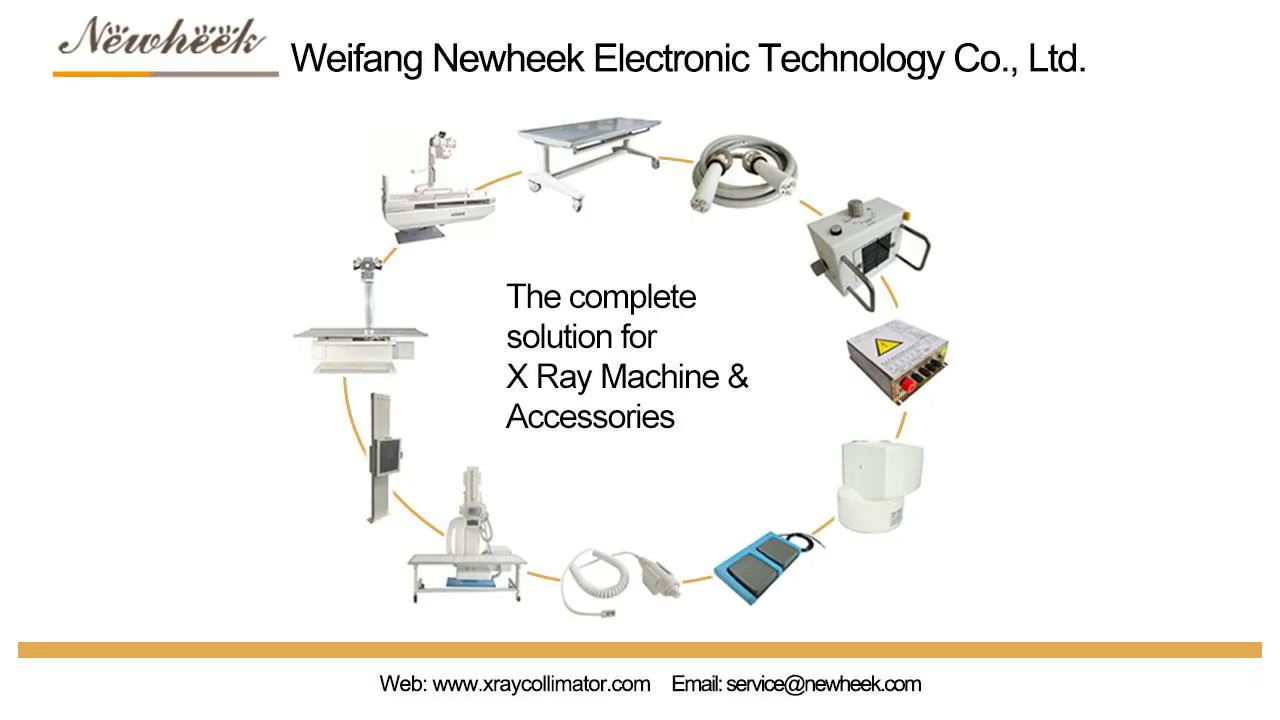 Newheek
Weifang Newheek Electronic Technology Co., Ltd.
The complete
solution for
X Ray Machine &
Accessories
Web: www.xraycollimator.com Email: service@newheek.com